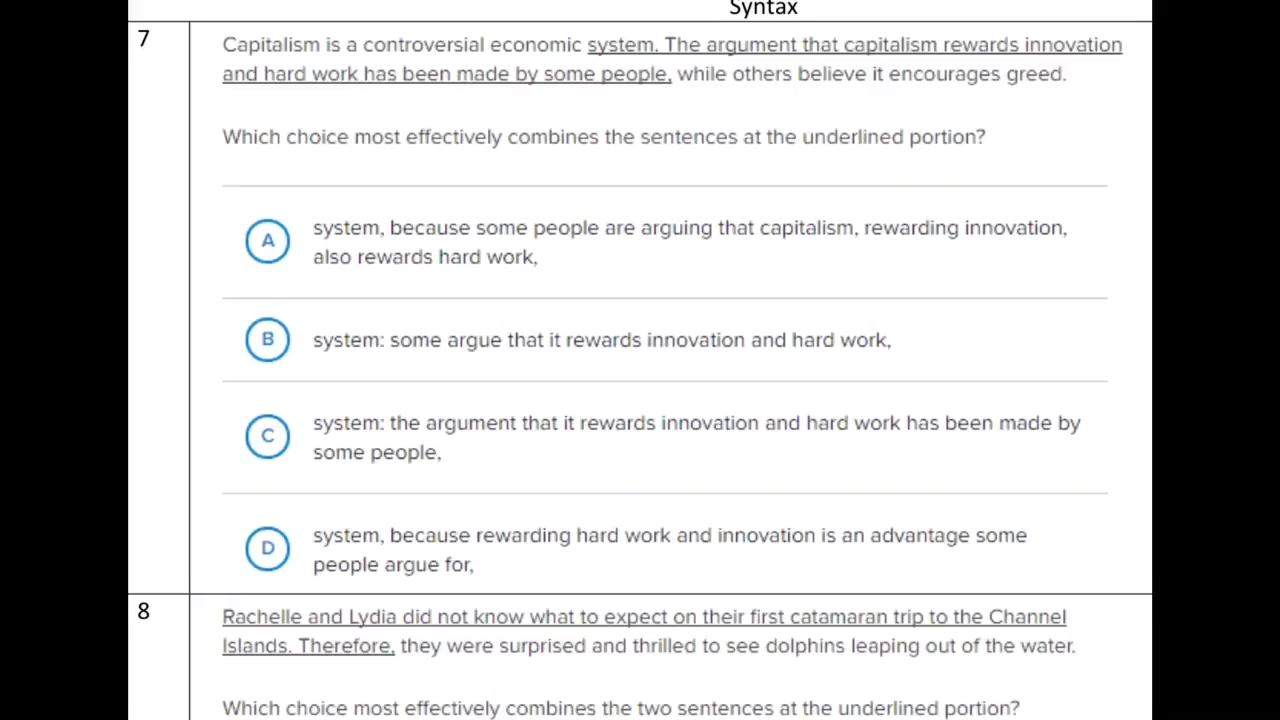 Syntax
7
Capitalism is a controversial economic system. The argument that capitalism rewards innovation
and hard work has been made by some people, while others believe it encourages greed.
Which choice most effectively combines the sentences at the underlined portion?
A
system, because some people are arguing that capitalism, rewarding innovation,
also rewards hard work,
B
system: some argue that it rewards innovation and hard work,
C
system: the argument that it rewards innovation and hard work has been made by
some people,
D
system, because rewarding hard work and innovation is an advantage some
people argue for,
8
Rachelle and Lydia did not know what to expect on their first catamaran trip to the Channel
Islands. Therefore, they were surprised and thrilled to see dolphins leaping out of the water.
Which choice most effectively combines the two sentences at the underlined portion?